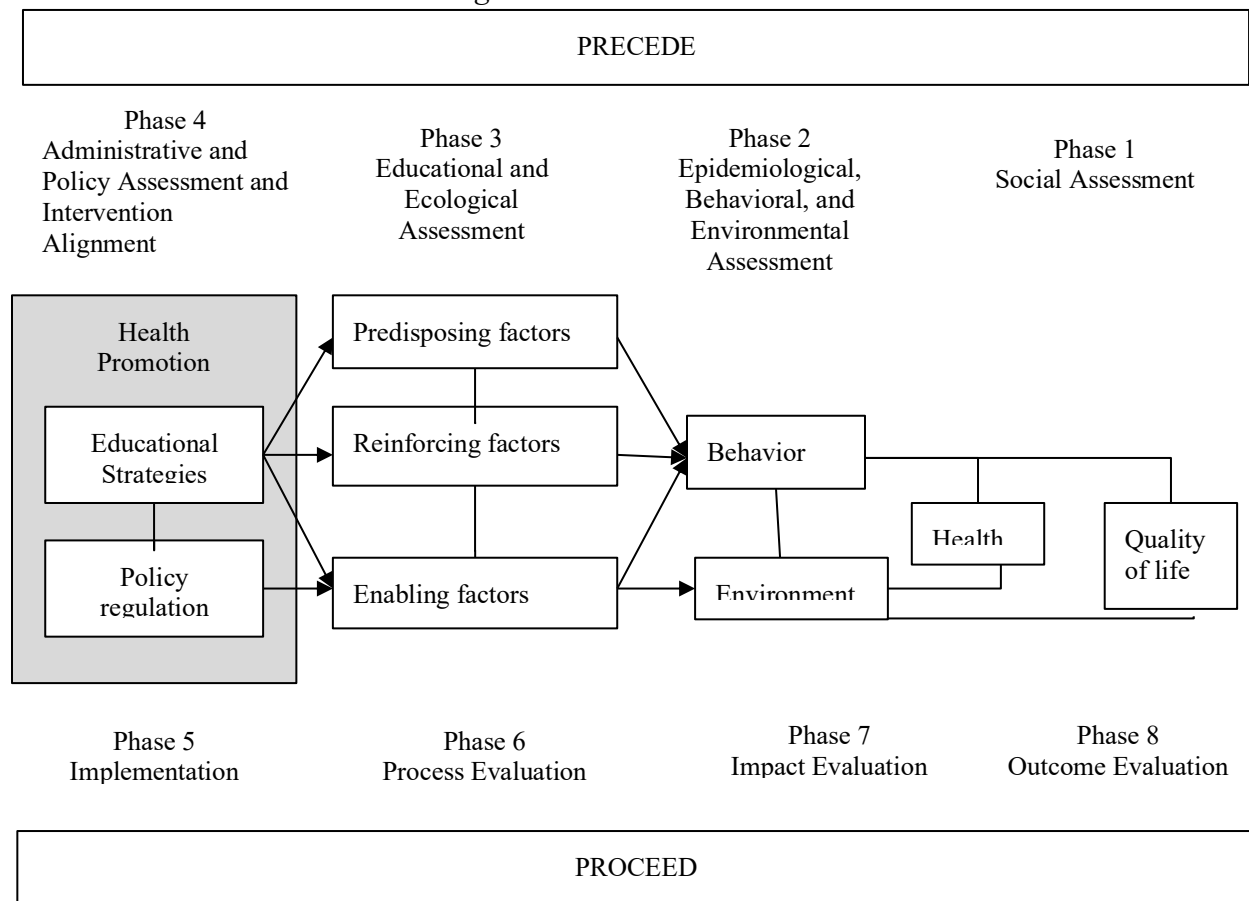 PRECEDE
Phase 4
Administrative and
Policy Assessment and
Intervention
Alignment
Phase 3
Educational and
Ecological
Assessment
Phase 2
Epidemiological,
Behavioral, and
Environmental
Assessment
Phase 1
Social Assessment
Health
Promotion
Educational
Strategies
Policy
regulation
Predisposing factors
Reinforcing factors
Enabling factors
Behavior
Environment
Health
Quality
of life
Phase 5
Implementation
Phase 6
Process Evaluation
Phase 7
Impact Evaluation
Phase 8
Outcome Evaluation
PROCEED